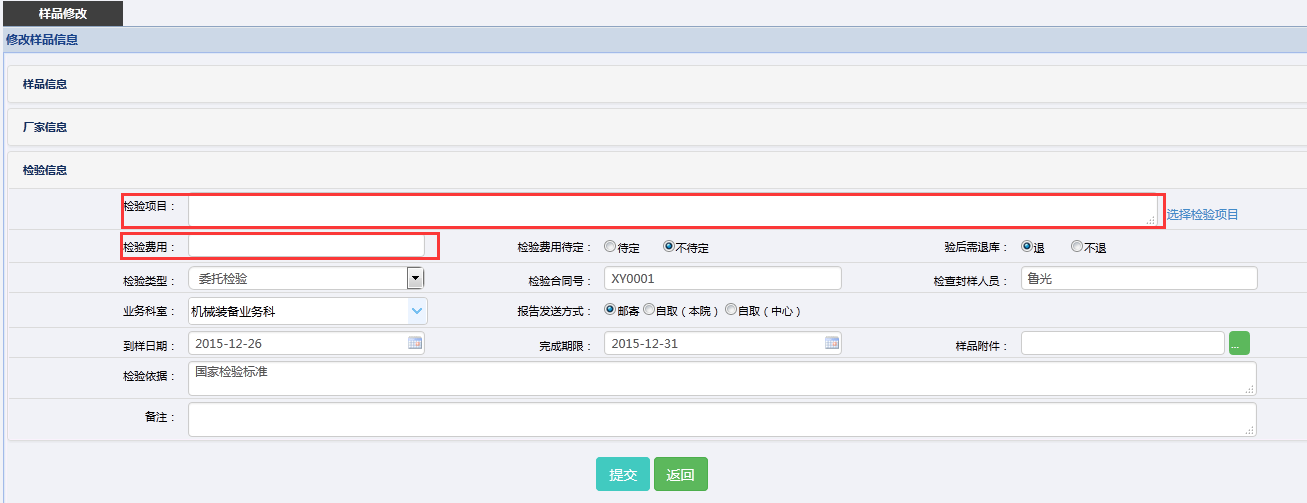 样品修改
修改样品信息
样品信息
厂家信息
检验信息
检验项目： 选择检验项目
检验费用： 检验费用待定： 待定 不待定 验后需退库： 退 不退
检验类型： 委托检验 检验合同号： XY0001 检查封样人员： 鲁光
业务科室： 机械装备业务科 报告发送方式： 邮寄 自取（本院） 自取（中心）
到样日期： 2015-12-26 完成期限： 2015-12-31 样品附件： ...
检验依据： 国家检验标准
备注：
提交 返回